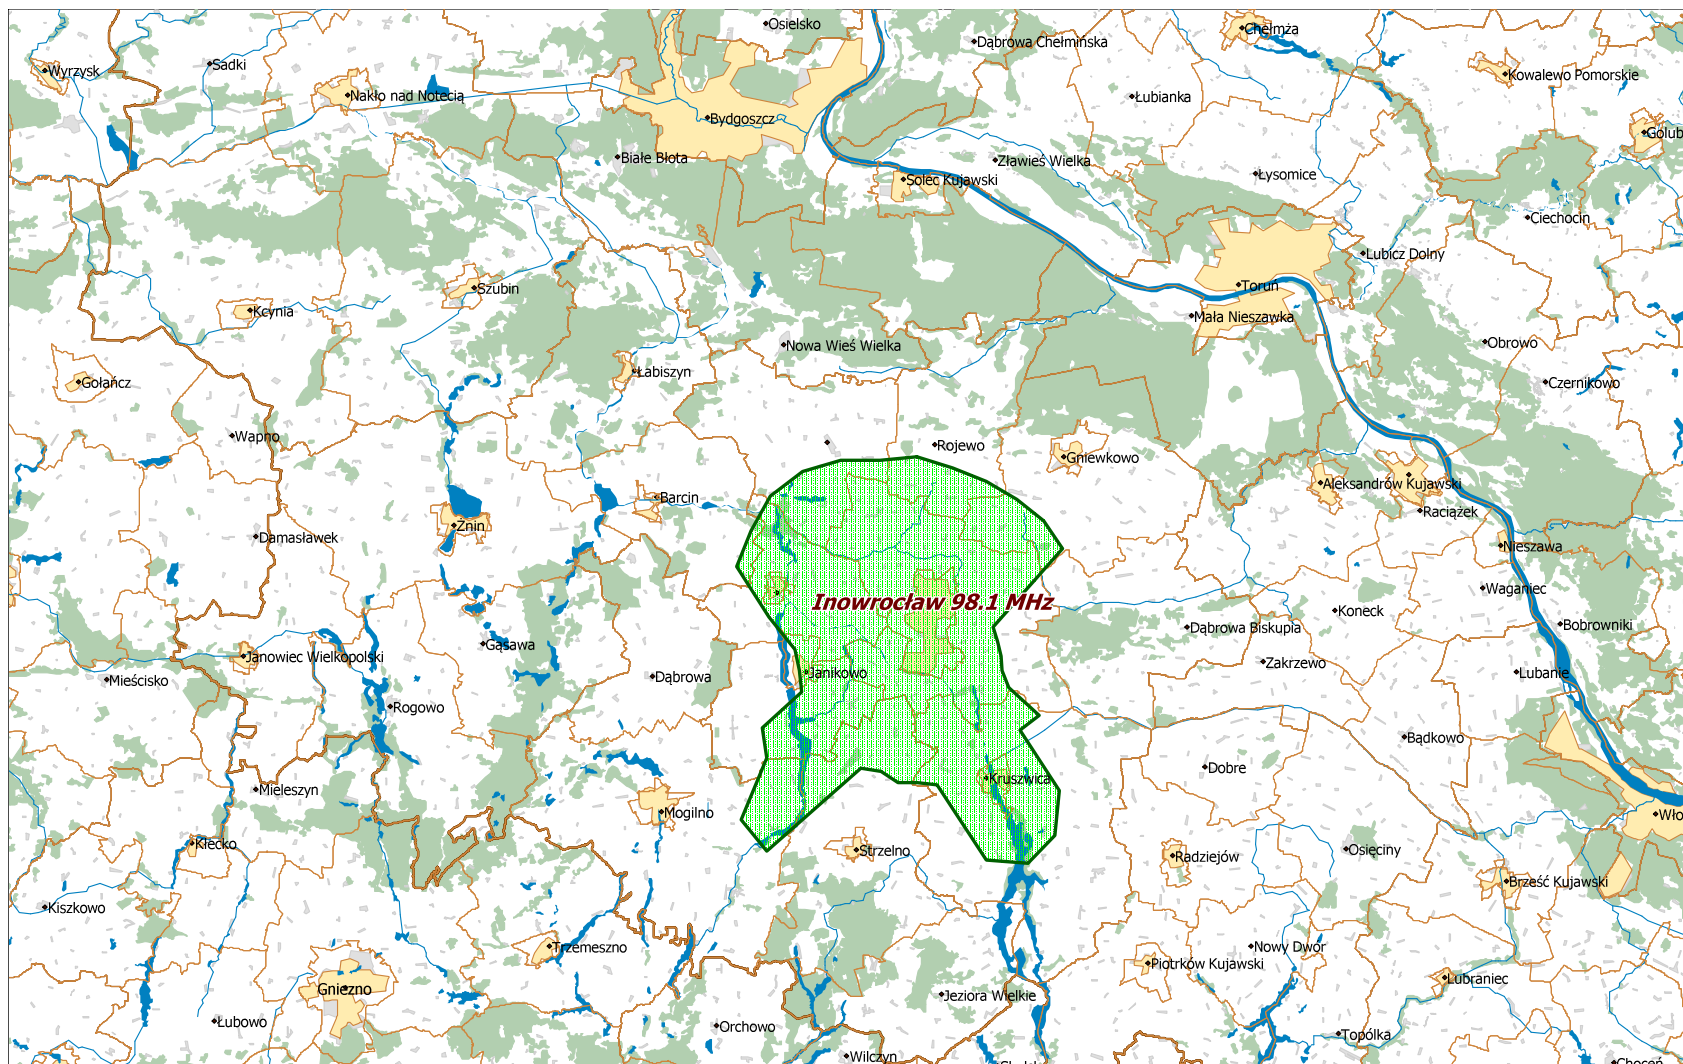 Osielsko
Dąbrowa Chełmińska
Chełmża
Wyrzysk
Sadki
Kowalewo Pomorskie
Nakło nad Notecią
Łubianka
Bydgoszcz
Golub
Białe Błota
Zławieś Wielka
Łysomice
Solec Kujawski
Ciechocin
Lubicz Dolny
Szubin
Toruń
Kcynia
Mała Nieszawka
Nowa Wieś Wielka
Obrowo
Łabiszyn
Gołańcz
Czernikowo
Wapno
Rojewo
Gniewkowo
Aleksandrów Kujawski
Barcin
Raciążek
Żnin
Damasławek
Nieszawa
Waganiec
Inowrocław 98.1 MHz
Koneck
Bobrowniki
Dąbrowa Biskupia
Gąsawa
Janowiec Wielkopolski
Zakrzewo
Janikowo
Lubanie
Dąbrowa
Mieścisko
Rogowo
Bądkowo
Dobre
Kruszwica
Mieleszyn
Mogilno
Wło
Kłecko
Strzelno
Osięciny
Radziejów
Brześć Kujawski
Kiszkowo
Trzemeszno
Nowy Dwór
Piotrków Kujawski
Lubraniec
Gniezno
Jeziora Wielkie
Łubowo
Orchowo
Topólka
Wilczyn